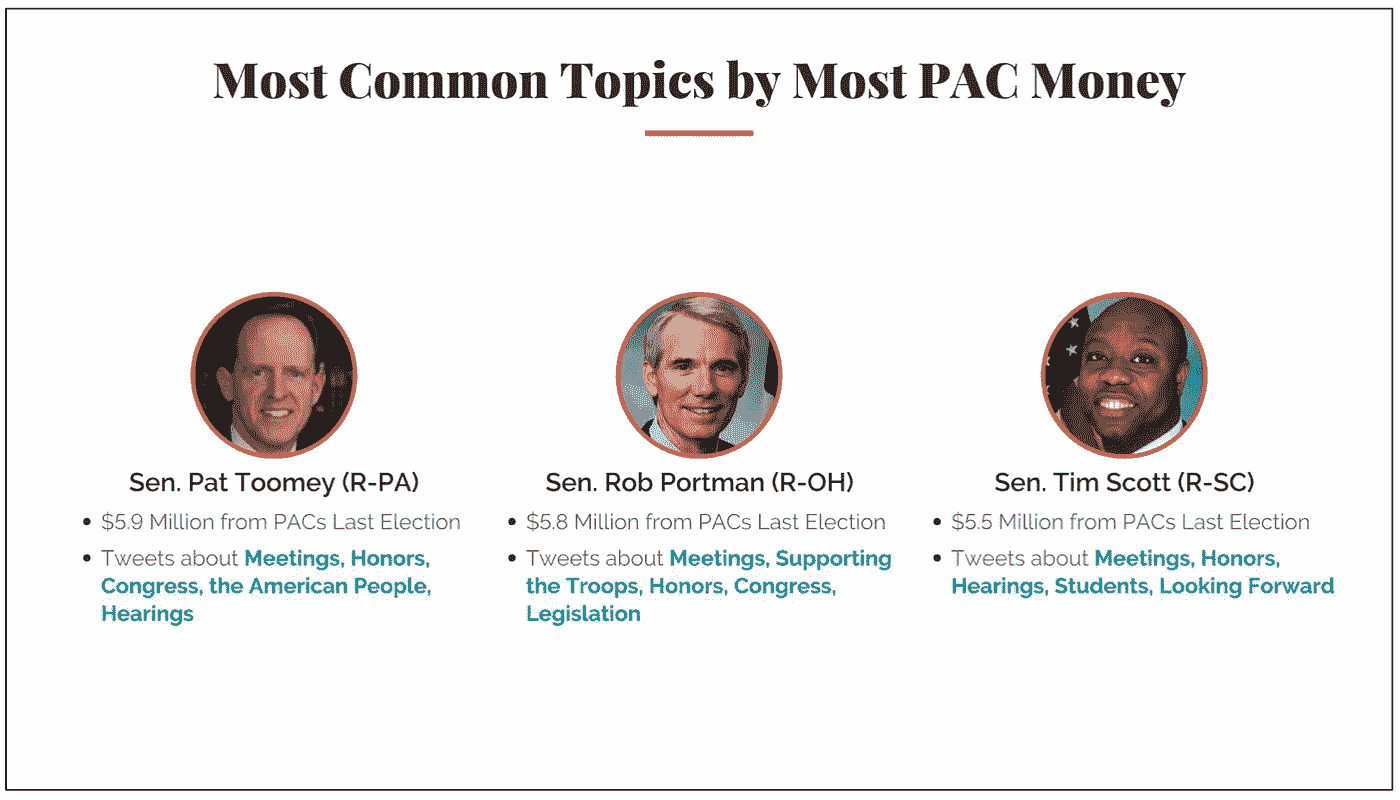 Most Common Topics by Most PAC Money
Sen. Pat Toomey (R-PA)
• $5.9 Million from PACs Last Election
• Tweets about Meetings, Honors,
Congress, the American People,
Hearings
Sen. Rob Portman (R-OH)
• $5.8 Million from PACs Last Election
• Tweets about Meetings, Supporting
the Troops, Honors, Congress,
Legislation
Sen. Tim Scott (R-SC)
• $5.5 Million from PACs Last Election
• Tweets about Meetings, Honors,
Hearings, Students, Looking Forward